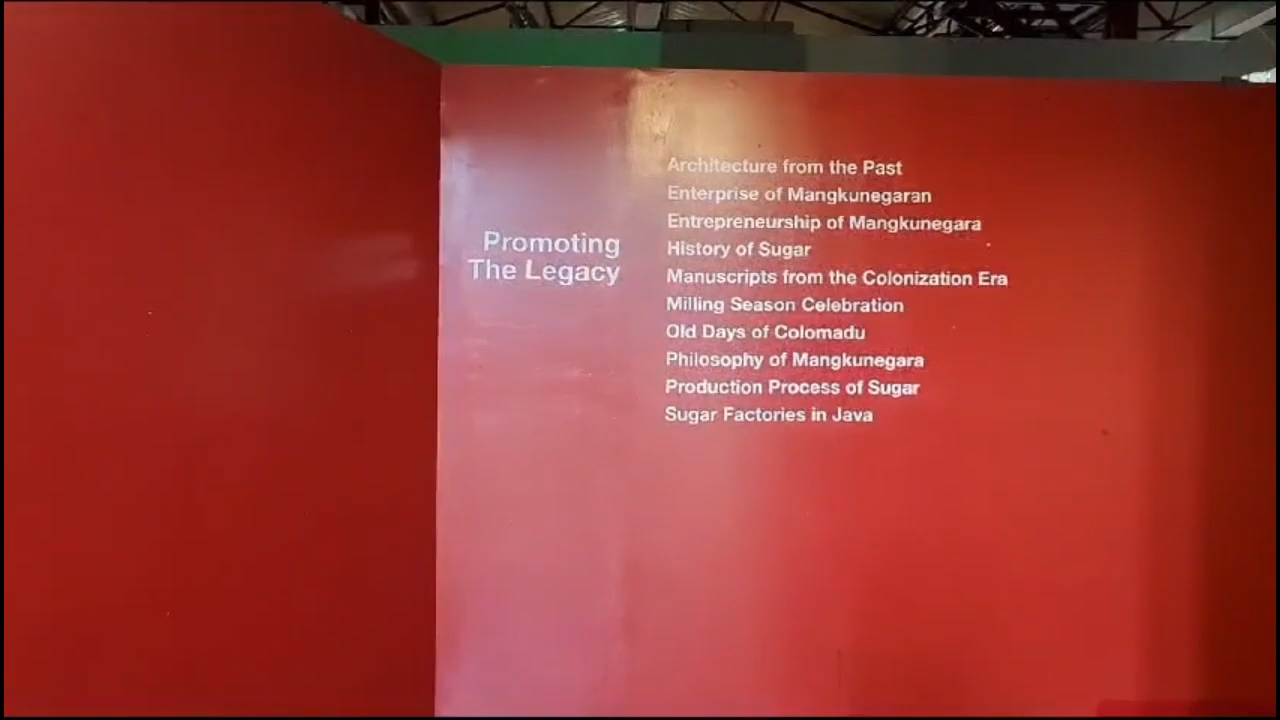 Promoting
The Legacy
Architecture from the Past
Enterprise of Mangkunegaran
Entrepreneurship of Mangkunegara
History of Sugar
Manuscripts from the Colonization Era
Milling Season Celebration
Old Days of Colomadu
Philosophy of Mangkunegara
Production Process of Sugar
Sugar Factories in Java